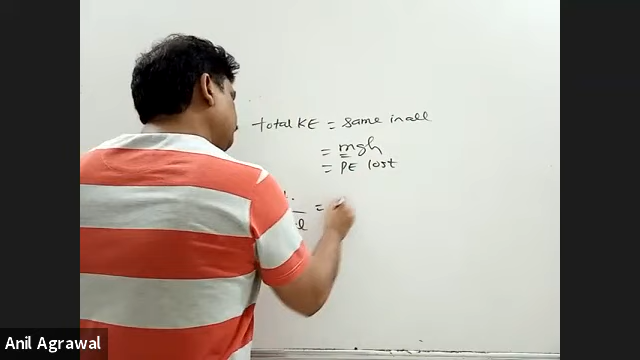 total KE = same in all
= mgh
= PE lost
=
Anil Agrawal